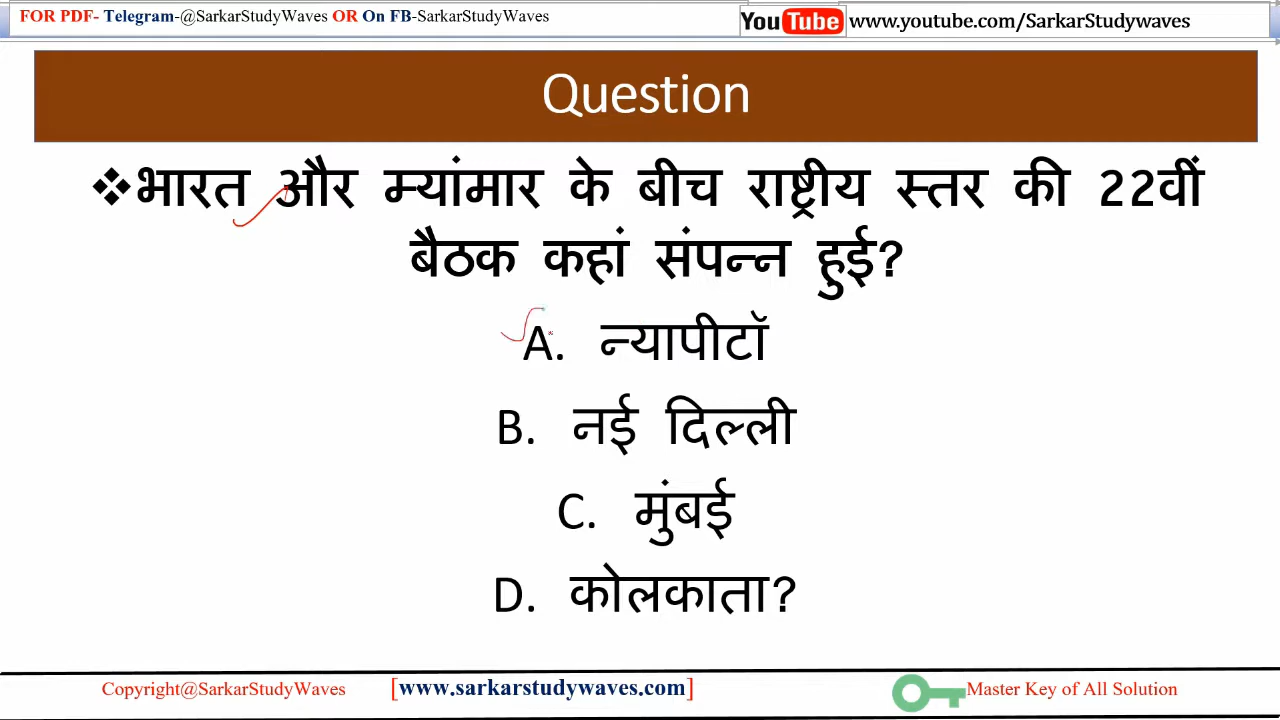 FOR PDF- Telegram-@SarkarStudyWaves OR On FB-SarkarStudyWaves
YouTube www.youtube.com/SarkarStudywaves
Question
❖भारत और म्यांमार के बीच राष्ट्रीय स्तर की 22वीं
बैठक कहां संपन्न हुई?
A. न्यापीटॉ
B. नई दिल्ली
C. मुंबई
D. कोलकाता?
Copyright@SarkarStudyWaves [www.sarkarstudywaves.com] Master Key of All Solution